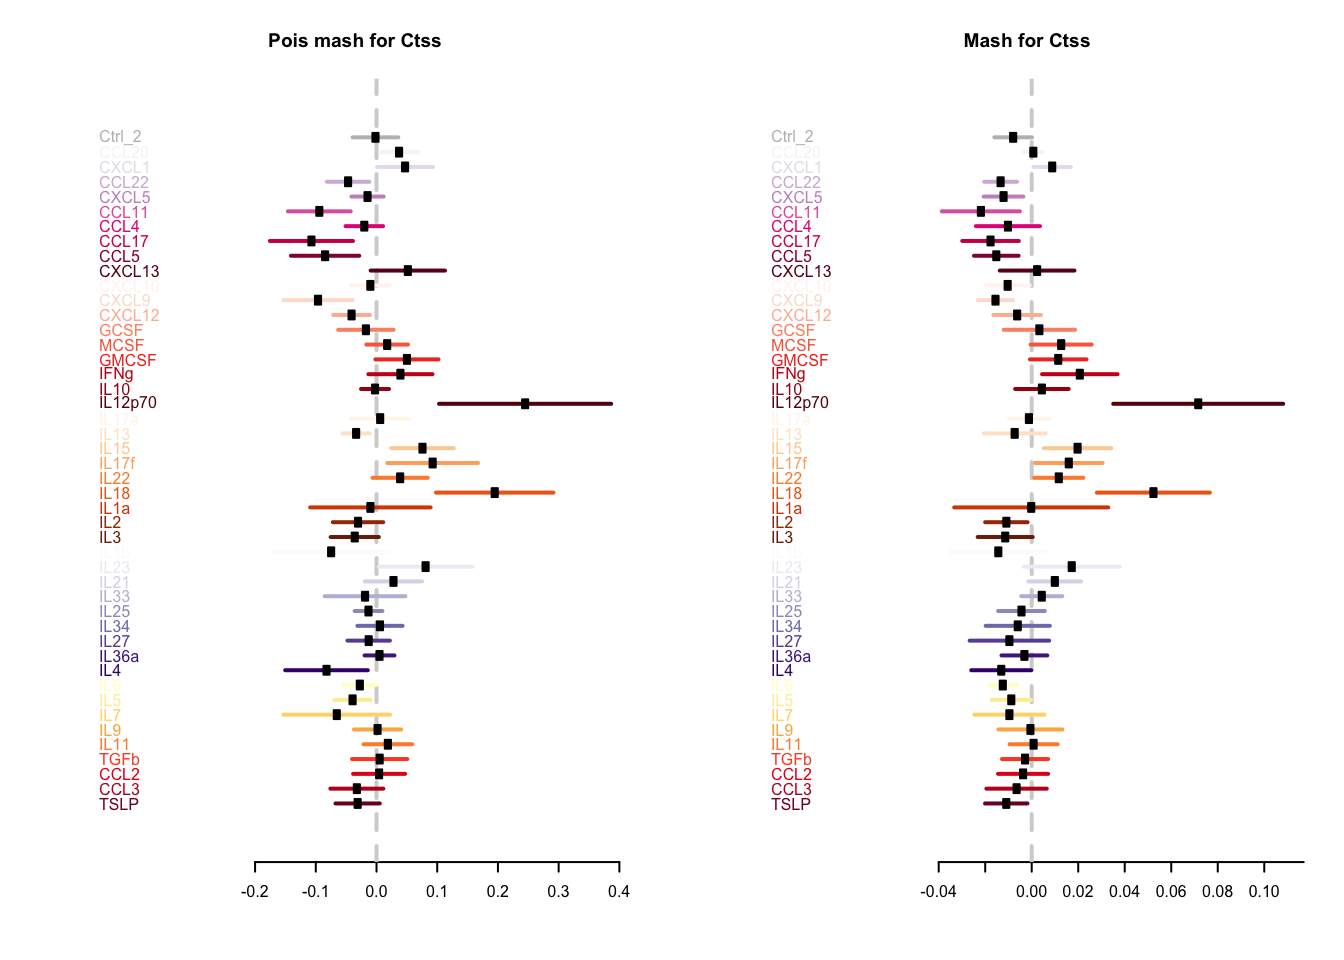 Pois mash for Ctss
Ctrl_2
CCL20
CXCL1
CCL22
CXCL5
CCL11
CCL4
CCL17
CCL5
CXCL13
CXCL9
CXCL12
GCSF
MCSF
GMCSF
IFNg
IL10
IL12p70
IL17a
IL13
IL15
IL17f
IL22
IL18
IL1a
IL2
IL3
IL23
IL21
IL33
IL25
IL34
IL27
IL36a
IL4
IL5
IL7
IL9
IL11
TGFb
CCL2
CCL3
TSLP
-0.2 -0.1 0.0 0.1 0.2 0.3 0.4
Mash for Ctss
Ctrl_2
CCL20
CXCL1
CCL22
CXCL5
CCL11
CCL4
CCL17
CCL5
CXCL13
CXCL9
CXCL12
GCSF
MCSF
GMCSF
IFNg
IL10
IL12p70
IL17a
IL13
IL15
IL17f
IL22
IL18
IL1a
IL2
IL3
IL23
IL21
IL33
IL25
IL34
IL27
IL36a
IL4
IL5
IL7
IL9
IL11
TGFb
CCL2
CCL3
TSLP
-0.04 0.00 0.02 0.04 0.06 0.08 0.10